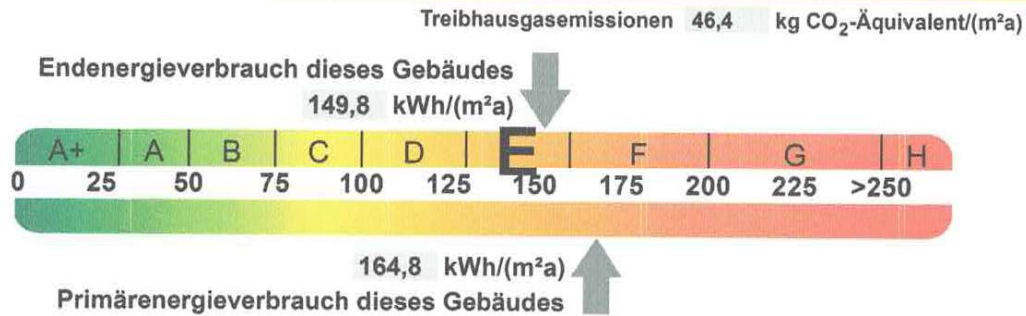 Treibhausgasemissionen 46,4 kg CO₂-Äquivalent/(m²a)
Endenergieverbrauch dieses Gebäudes
149,8 kWh/(m²a)
A+ A B C D E F G H
0 25 50 75 100 125 150 175 200 225 >250
164,8 kWh/(m²a)
Primärenergieverbrauch dieses Gebäudes